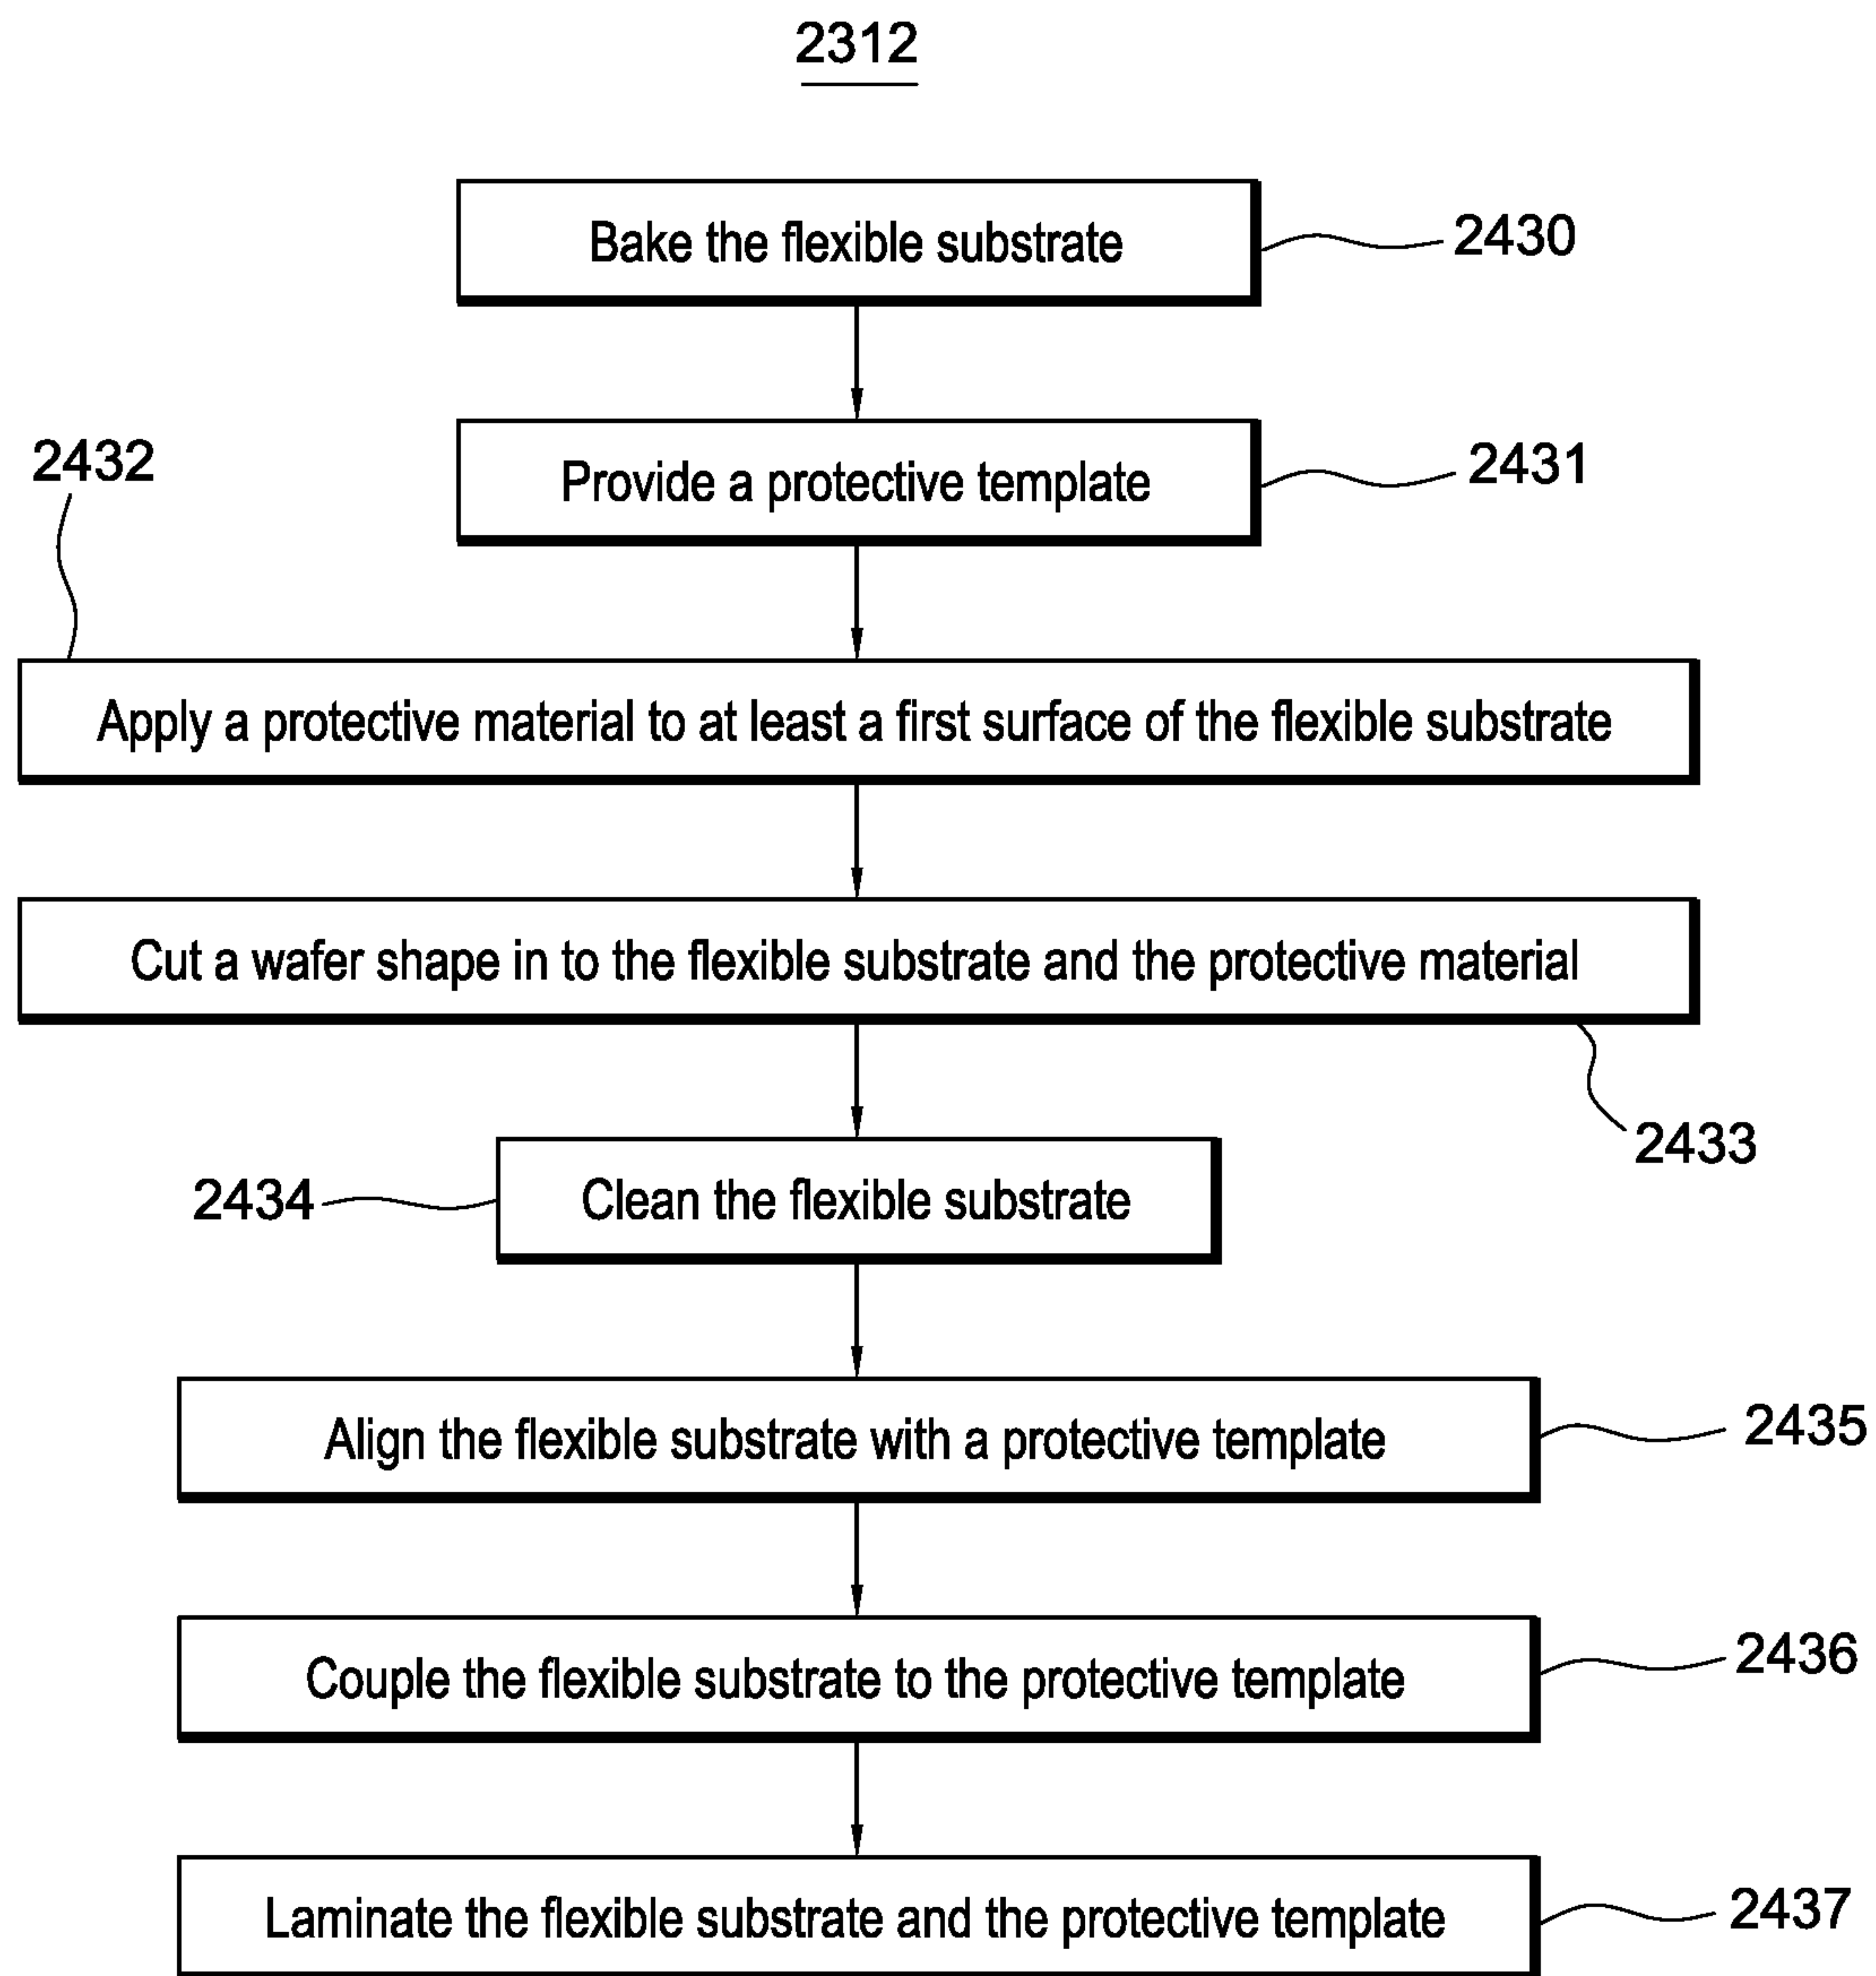 2312
Bake the flexible substrate
2430
Provide a protective template
2431
2432
Apply a protective material to at least a first surface of the flexible substrate
Cut a wafer shape in to the flexible substrate and the protective material
2433
2434
Clean the flexible substrate
Align the flexible substrate with a protective template
2435
Couple the flexible substrate to the protective template
2436
Laminate the flexible substrate and the protective template
2437